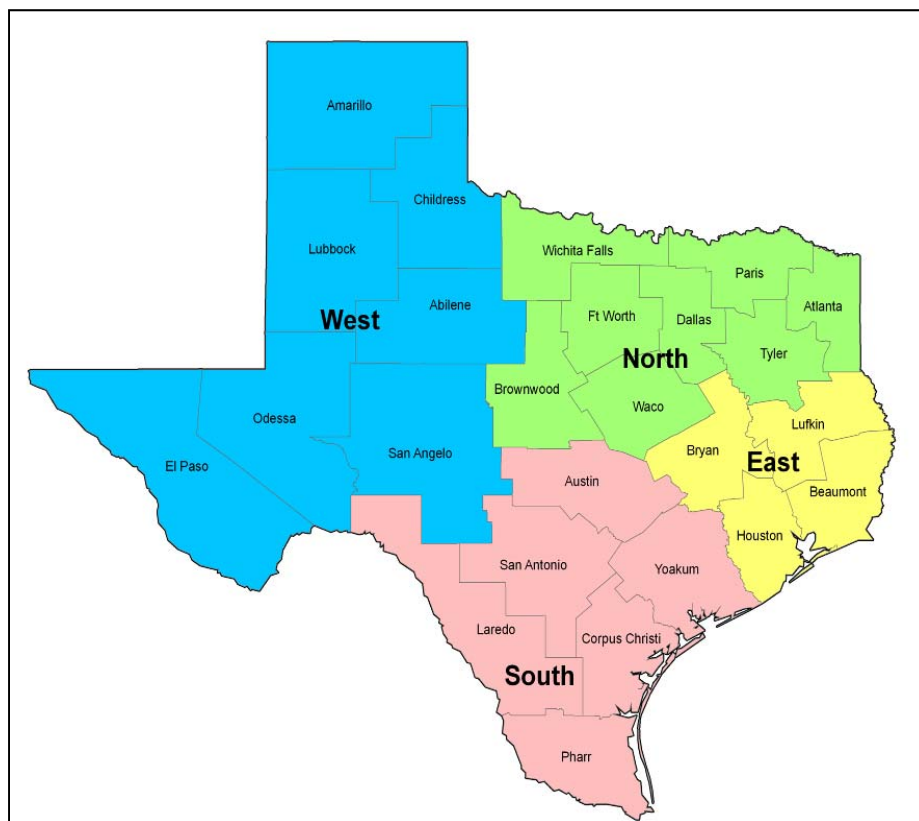 Amarillo
Childress
Lubbock
Abilene
West
Wichita Falls
Paris
Atlanta
Ft Worth
Dallas
North
Tyler
Brownwood
Waco
Odessa
El Paso
San Angelo
Lufkin
Bryan
East
Beaumont
Houston
Austin
San Antonio
Yoakum
Laredo
Corpus Christi
South
Pharr